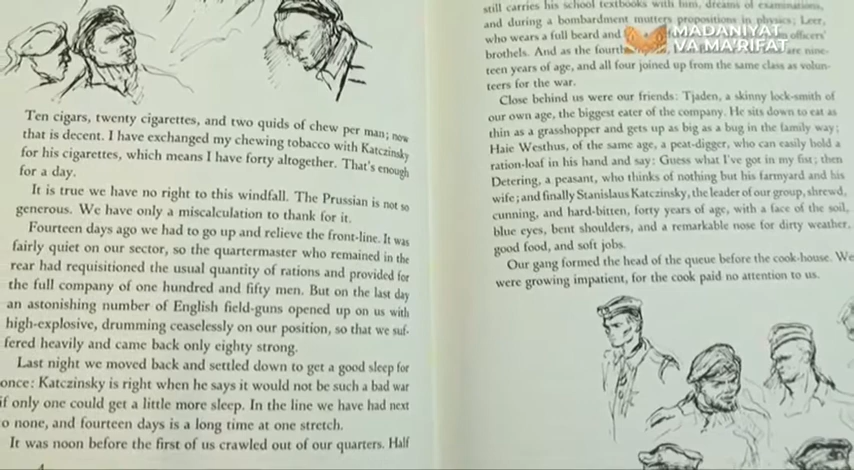 Ten cigars, twenty cigarettes, and two quids of chew per man; now
that is decent. I have exchanged my chewing tobacco with Katczinsky
for his cigarettes, which means I have forty altogether. That's enough
for a day.
It is true we have no right to this windfall. The Prussian is not so
generous. We have only a miscalculation to thank for it.
Fourteen days ago we had to go up and relieve the front-line. It was
fairly quiet on our sector, so the quartermaster who remained in the
rear had requisitioned the usual quantity of rations and provided for
the full company of one hundred and fifty men. But on the last day
an astonishing number of English field-guns opened up on us with
high-explosive, drumming ceaselessly on our position, so that we suf-
fered heavily and came back only eighty strong.
Last night we moved back and settled down to get a good sleep for
once: Katczinsky is right when he says it would not be such a bad war
if only one could get a little more sleep. In the line we have had next
to none, and fourteen days is a long time at one stretch.
It was noon before the first of us crawled out of our quarters. Half
still carries his school textbooks with him, dreams of examinations,
and during a bombardment mutters propositions in physics; Leer,
who wears a full beard and officers'
brothels. And as the fourth are nine-
teen years of age, and all four joined up from the same class as volun-
teers for the war.
Close behind us were our friends: Tjaden, a skinny lock-smith of
our own age, the biggest eater of the company. He sits down to eat as
thin as a grasshopper and gets up as big as a bug in the family way;
Haie Westhus, of the same age, a peat-digger, who can easily hold a
ration-loaf in his hand and say: Guess what I've got in my fist; then
Detering, a peasant, who thinks of nothing but his farmyard and his
wife; and finally Stanislaus Katczinsky, the leader of our group, shrewd,
cunning, and hard-bitten, forty years of age, with a face of the soil,
blue eyes, bent shoulders, and a remarkable nose for dirty weather,
good food, and soft jobs.
Our gang formed the head of the queue before the cook-house. We
were growing impatient, for the cook paid no attention to us.
MADANIYAT
VA MA'RIFAT